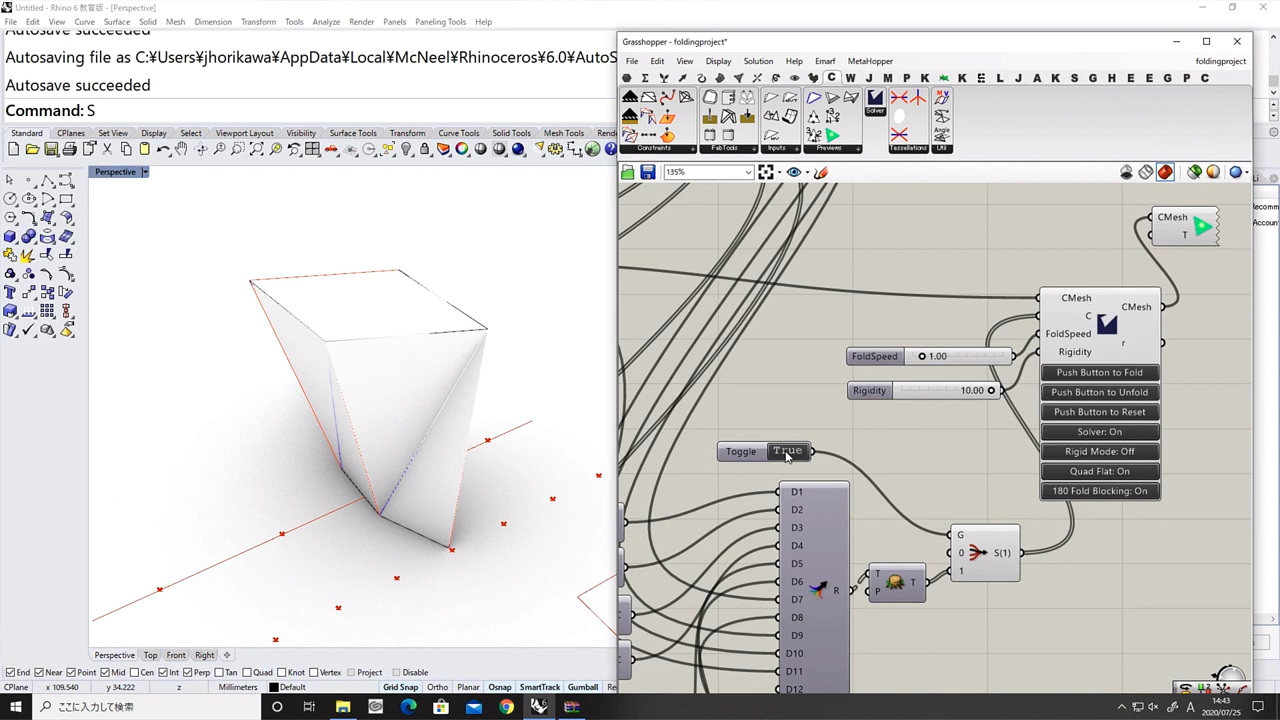 Untitled - Rhino 6 教育版 - [Perspective]
File Edit View Curve Surface Solid Mesh Dimension Transform Tools Analyze Render Panels Paneling Tools Help
Autosave succeeded
Autosaving file as C:¥Users¥jhorikawa¥AppData¥Local¥McNeel¥Rhinoceros¥6.0¥AutoS
Autosave succeeded
Command: S
Standard CPlanes Set View Display Select Viewport Layout Visibility Transform Curve Tools Surface Tools Solid Tools Mesh Tools
Perspective
Grasshopper - foldingproject*
File Edit View Display Solution Help Emarf MetaHopper foldingproject
C W J M P K K L J A K S G H E G P C
Solver
MV
Angle
Constraints FabTools Inputs Previews Tessellations Util
135%
CMesh
T
CMesh
C
FoldSpeed
Rigidity
CMesh
r
FoldSpeed 1.00
Rigidity 10.00
Push Button to Fold
Push Button to Unfold
Push Button to Reset
Solver: On
Rigid Mode: Off
Quad Flat: On
180 Fold Blocking: On
Toggle True
D1
D2
D3
D4
D5
D6
D7
D8
D9
D10
D11
D12
R
T
P
T
G
0
1
S(1)
Recomm
Account
Perspective Top Front Right
End Near Point Mid Cen Int Perp Tan Quad Knot Vertex Project Disable
CPlane x 109.540 y 34.222 z Millimeters Default Grid Snap Ortho Planar Osnap SmartTrack Gumball
ここに入力して検索
14:43
2020/07/25